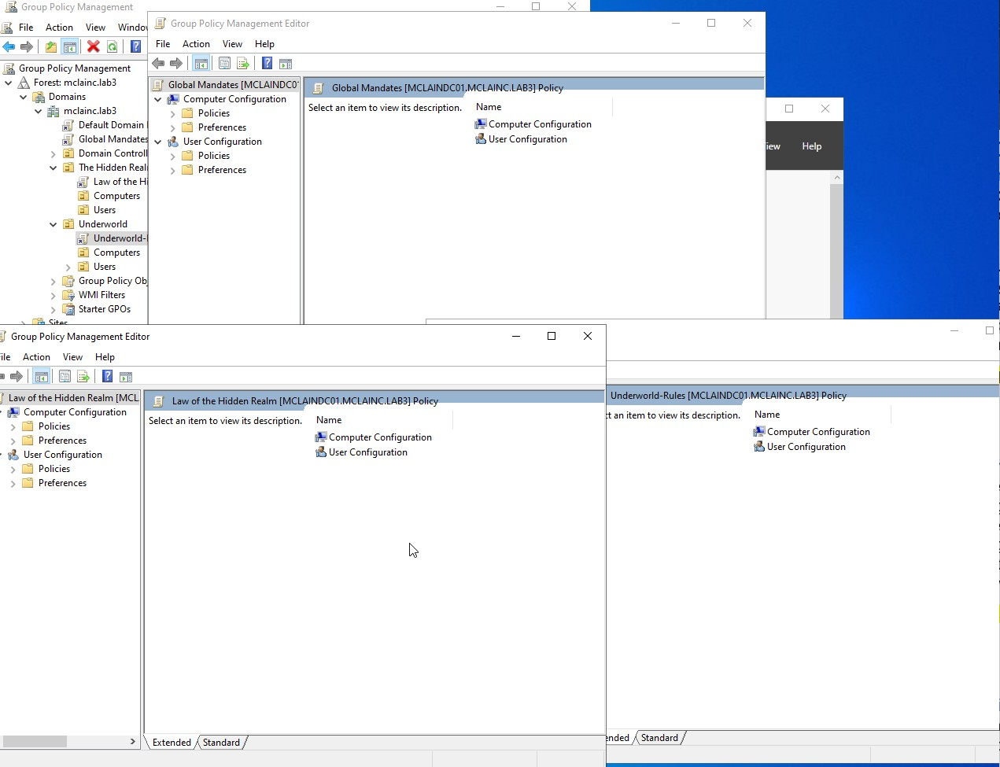 Group Policy Management
File Action View Window
Group Policy Management
Forest: mclainc.lab3
Domains
mclainc.lab3
Default Domain
Global Mandates
Domain Controll
The Hidden Real
Law of the Hi
Computers
Users
Underworld
Underworld-
Computers
Users
Group Policy Obj
WMI Filters
Starter GPOs
Sites
Group Policy Management Editor
File Action View Help
Global Mandates [MCLAINDC0
Computer Configuration
Policies
Preferences
User Configuration
Policies
Preferences
Global Mandates [MCLAINDC01.MCLAINC.LAB3] Policy
Select an item to view its description.
Name
Computer Configuration
User Configuration
iew Help
Group Policy Management Editor
ile Action View Help
Law of the Hidden Realm [MCL
Computer Configuration
Policies
Preferences
User Configuration
Policies
Preferences
Law of the Hidden Realm [MCLAINDC01.MCLAINC.LAB3] Policy
Select an item to view its description.
Name
Computer Configuration
User Configuration
Extended Standard
Underworld-Rules [MCLAINDC01.MCLAINC.LAB3] Policy
ct an item to view its description.
Name
Computer Configuration
User Configuration
ended Standard